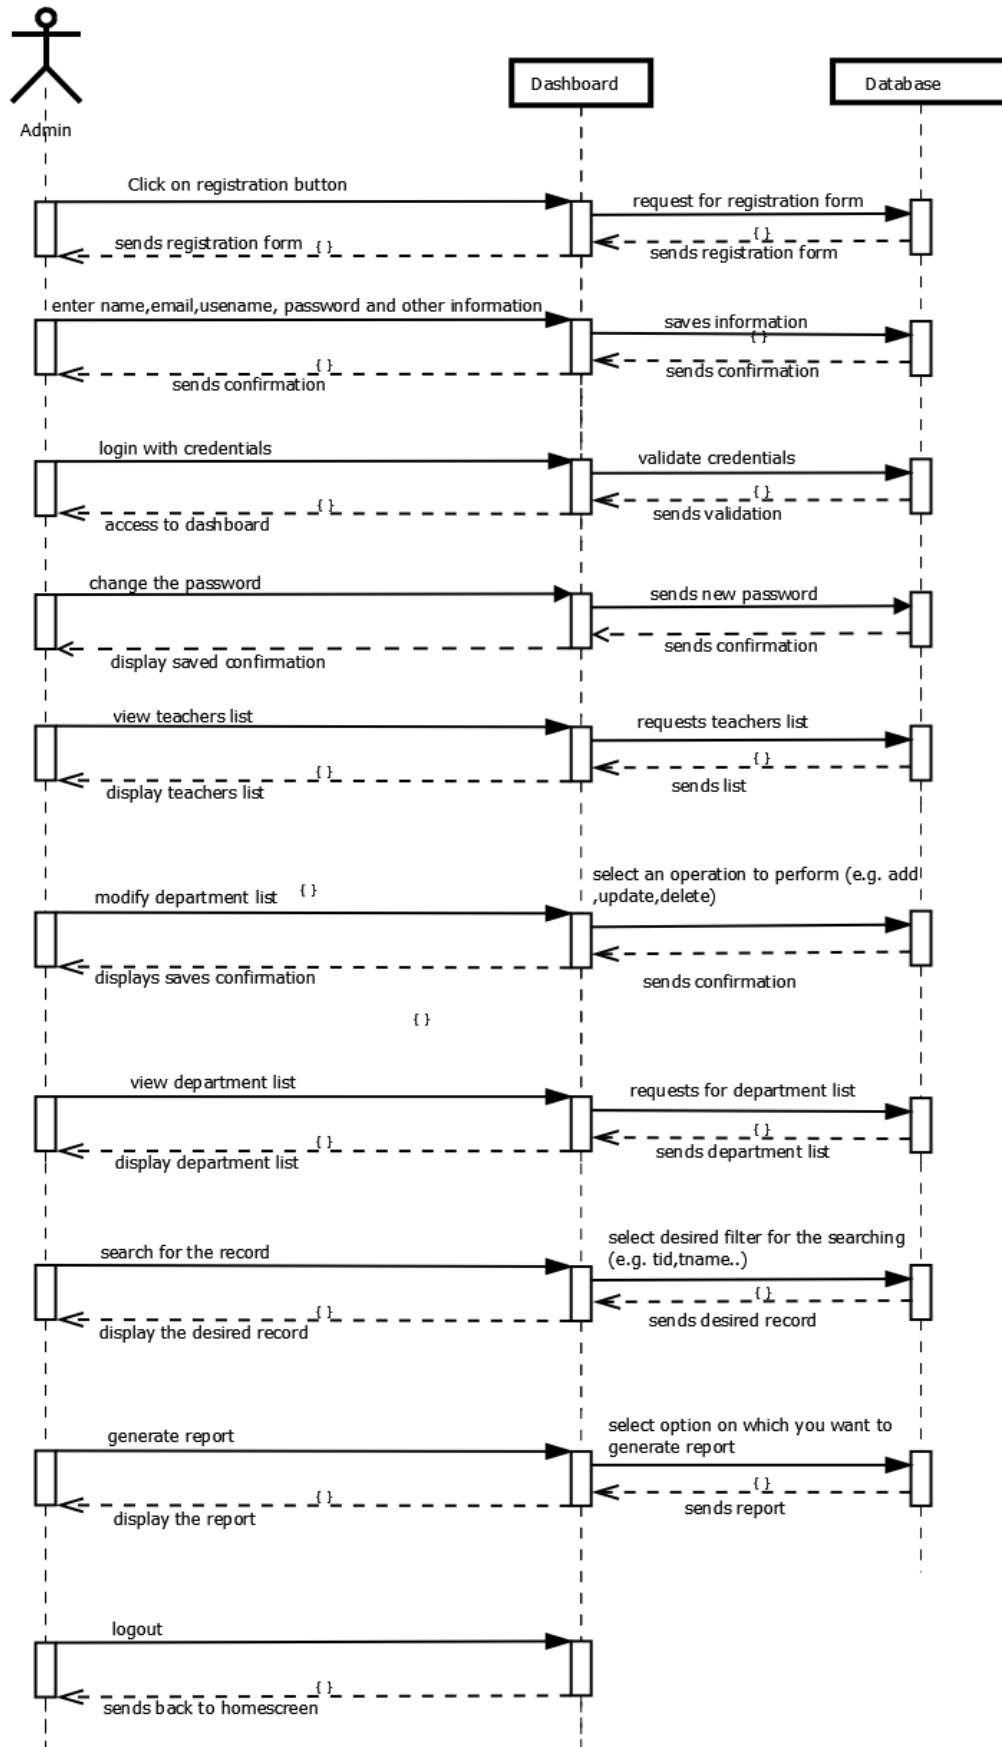 Dashboard
Database
Admin
Click on registration button
request for registration form
{ }
sends registration form
{ }
sends registration form
enter name,email,usename, password and other information
saves information
{ }
{ }
sends confirmation
sends confirmation
login with credentials
validate credentials
{ }
{ }
sends validation
access to dashboard
change the password
sends new password
sends confirmation
display saved confirmation
view teachers list
requests teachers list
{ }
{ }
sends list
display teachers list
select an operation to perform (e.g. add
,update,delete)
modify department list
{ }
displays saves confirmation
sends confirmation
{ }
view department list
requests for department list
{ }
{ }
sends department list
display department list
select desired filter for the searching
(e.g. tid,tname..)
search for the record
{ }
{ }
sends desired record
display the desired record
select option on which you want to
generate report
generate report
{ }
{ }
sends report
display the report
logout
{ }
sends back to homescreen